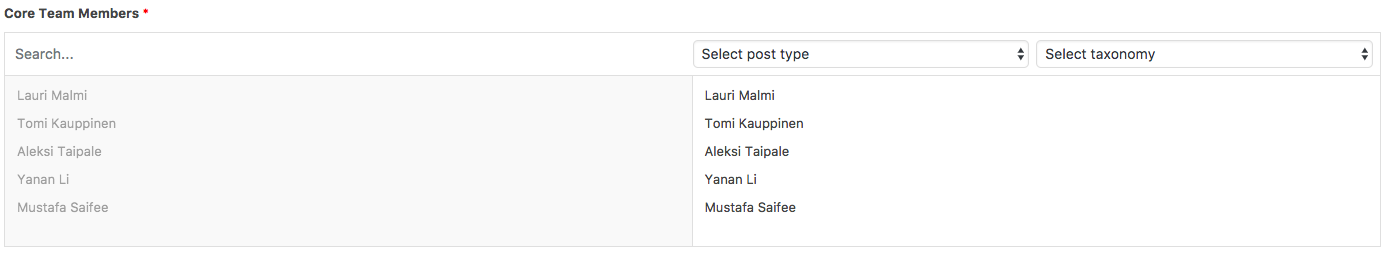 Core Team Members *
Search... Select post type Select taxonomy
Lauri Malmi
Tomi Kauppinen
Aleksi Taipale
Yanan Li
Mustafa Saifee
Lauri Malmi
Tomi Kauppinen
Aleksi Taipale
Yanan Li
Mustafa Saifee